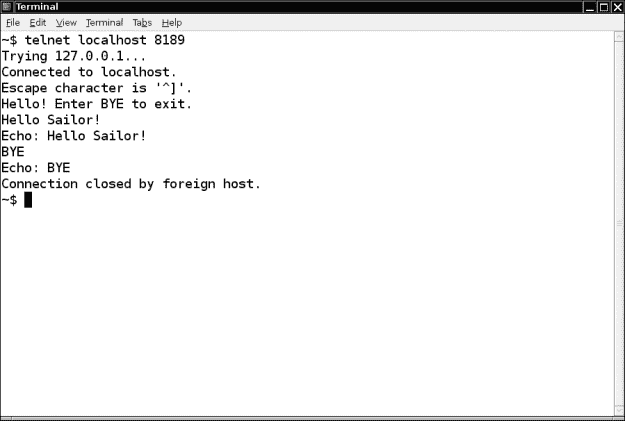 Terminal
File Edit View Terminal Tabs Help
~$ telnet localhost 8189
Trying 127.0.0.1...
Connected to localhost.
Escape character is '^]'.
Hello! Enter BYE to exit.
Hello Sailor!
Echo: Hello Sailor!
BYE
Echo: BYE
Connection closed by foreign host.
~$